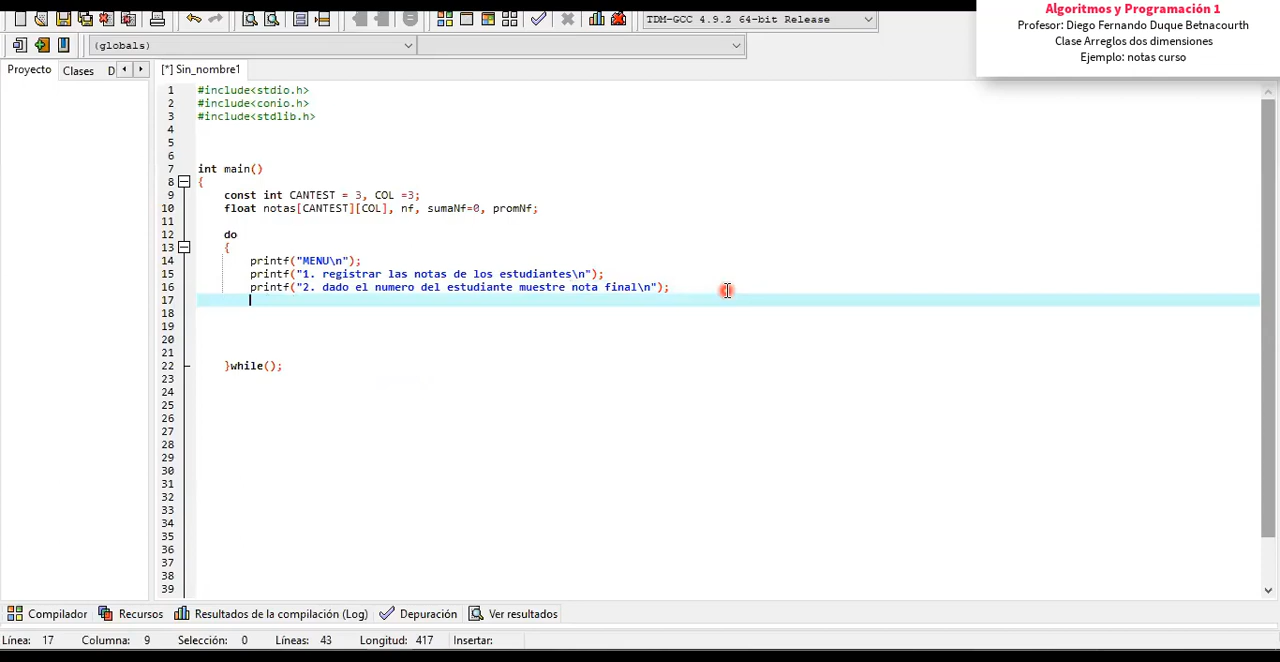 TDM-GCC 4.9.2 64-bit Release
Algoritmos y Programación 1
Profesor: Diego Fernando Duque Betnacourth
Clase Arreglos dos dimensiones
Ejemplo: notas curso
(globals)
Proyecto Clases D
[*] Sin_nombre1
1 #include<stdio.h>
2 #include<conio.h>
3 #include<stdlib.h>
4
5
6
7 int main()
8 {
9 const int CANTEST = 3, COL =3;
10 float notas[CANTEST][COL], nf, sumaNf=0, promNf;
11
12 do
13 {
14 printf("MENU\n");
15 printf("1. registrar las notas de los estudiantes\n");
16 printf("2. dado el numero del estudiante muestre nota final\n");
17
18
19
20
21
22 }while();
23
24
25
26
27
28
29
30
31
32
33
34
35
36
37
38
39
Compilador Recursos Resultados de la compilación (Log) Depuración Ver resultados
Línea: 17 Columna: 9 Selección: 0 Líneas: 43 Longitud: 417 Insertar: